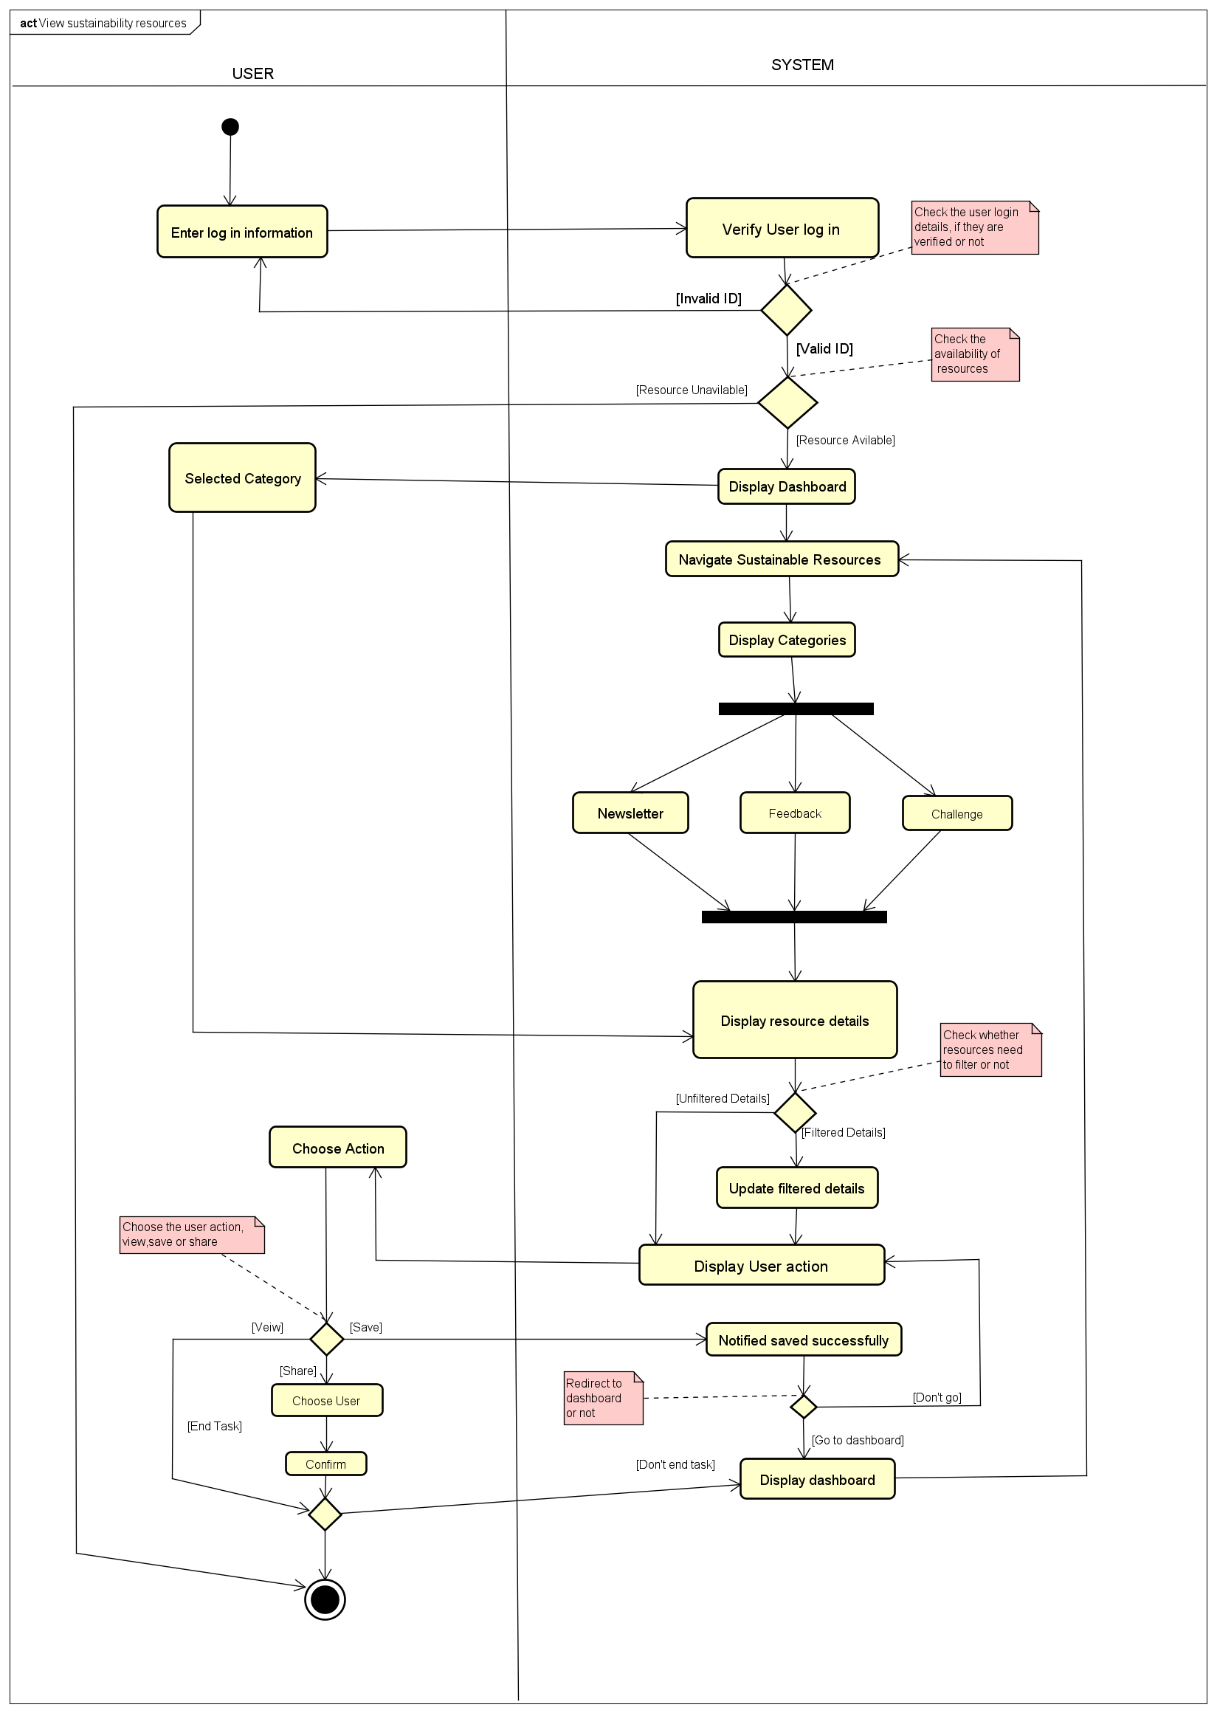 act View sustainability resources
USER
SYSTEM
Enter log in information
Verify User log in
Check the user login
details, if they are
verified or not
[Invalid ID]
[Valid ID]
Check the
availability of
resources
[Resource Unavilable]
[Resource Avilable]
Selected Category
Display Dashboard
Navigate Sustainable Resources
Display Categories
Newsletter
Feedback
Challenge
Display resource details
Check whether
resources need
to filter or not
[Unfiltered Details]
[Filtered Details]
Choose Action
Update filtered details
Choose the user action,
view,save or share
Display User action
[Veiw]
[Save]
Notified saved successfully
[Share]
Choose User
Redirect to
dashboard
or not
[Don't go]
[End Task]
[Go to dashboard]
Confirm
[Don't end task]
Display dashboard